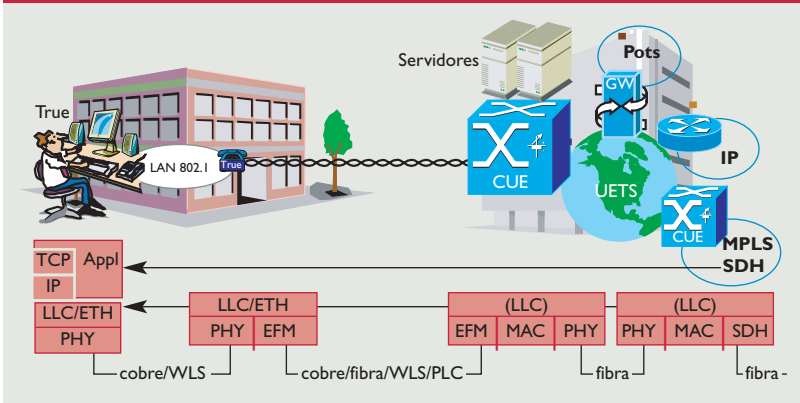 Servidores
Pots
GW
True
LAN 802.1
True
CUE
UETS
IP
CUE
MPLS
SDH
TCP Appl
IP
LLC/ETH
PHY
LLC/ETH
PHY EFM
(LLC)
EFM MAC PHY
(LLC)
PHY MAC SDH
cobre/WLS
cobre/fibra/WLS/PLC
fibra
fibra